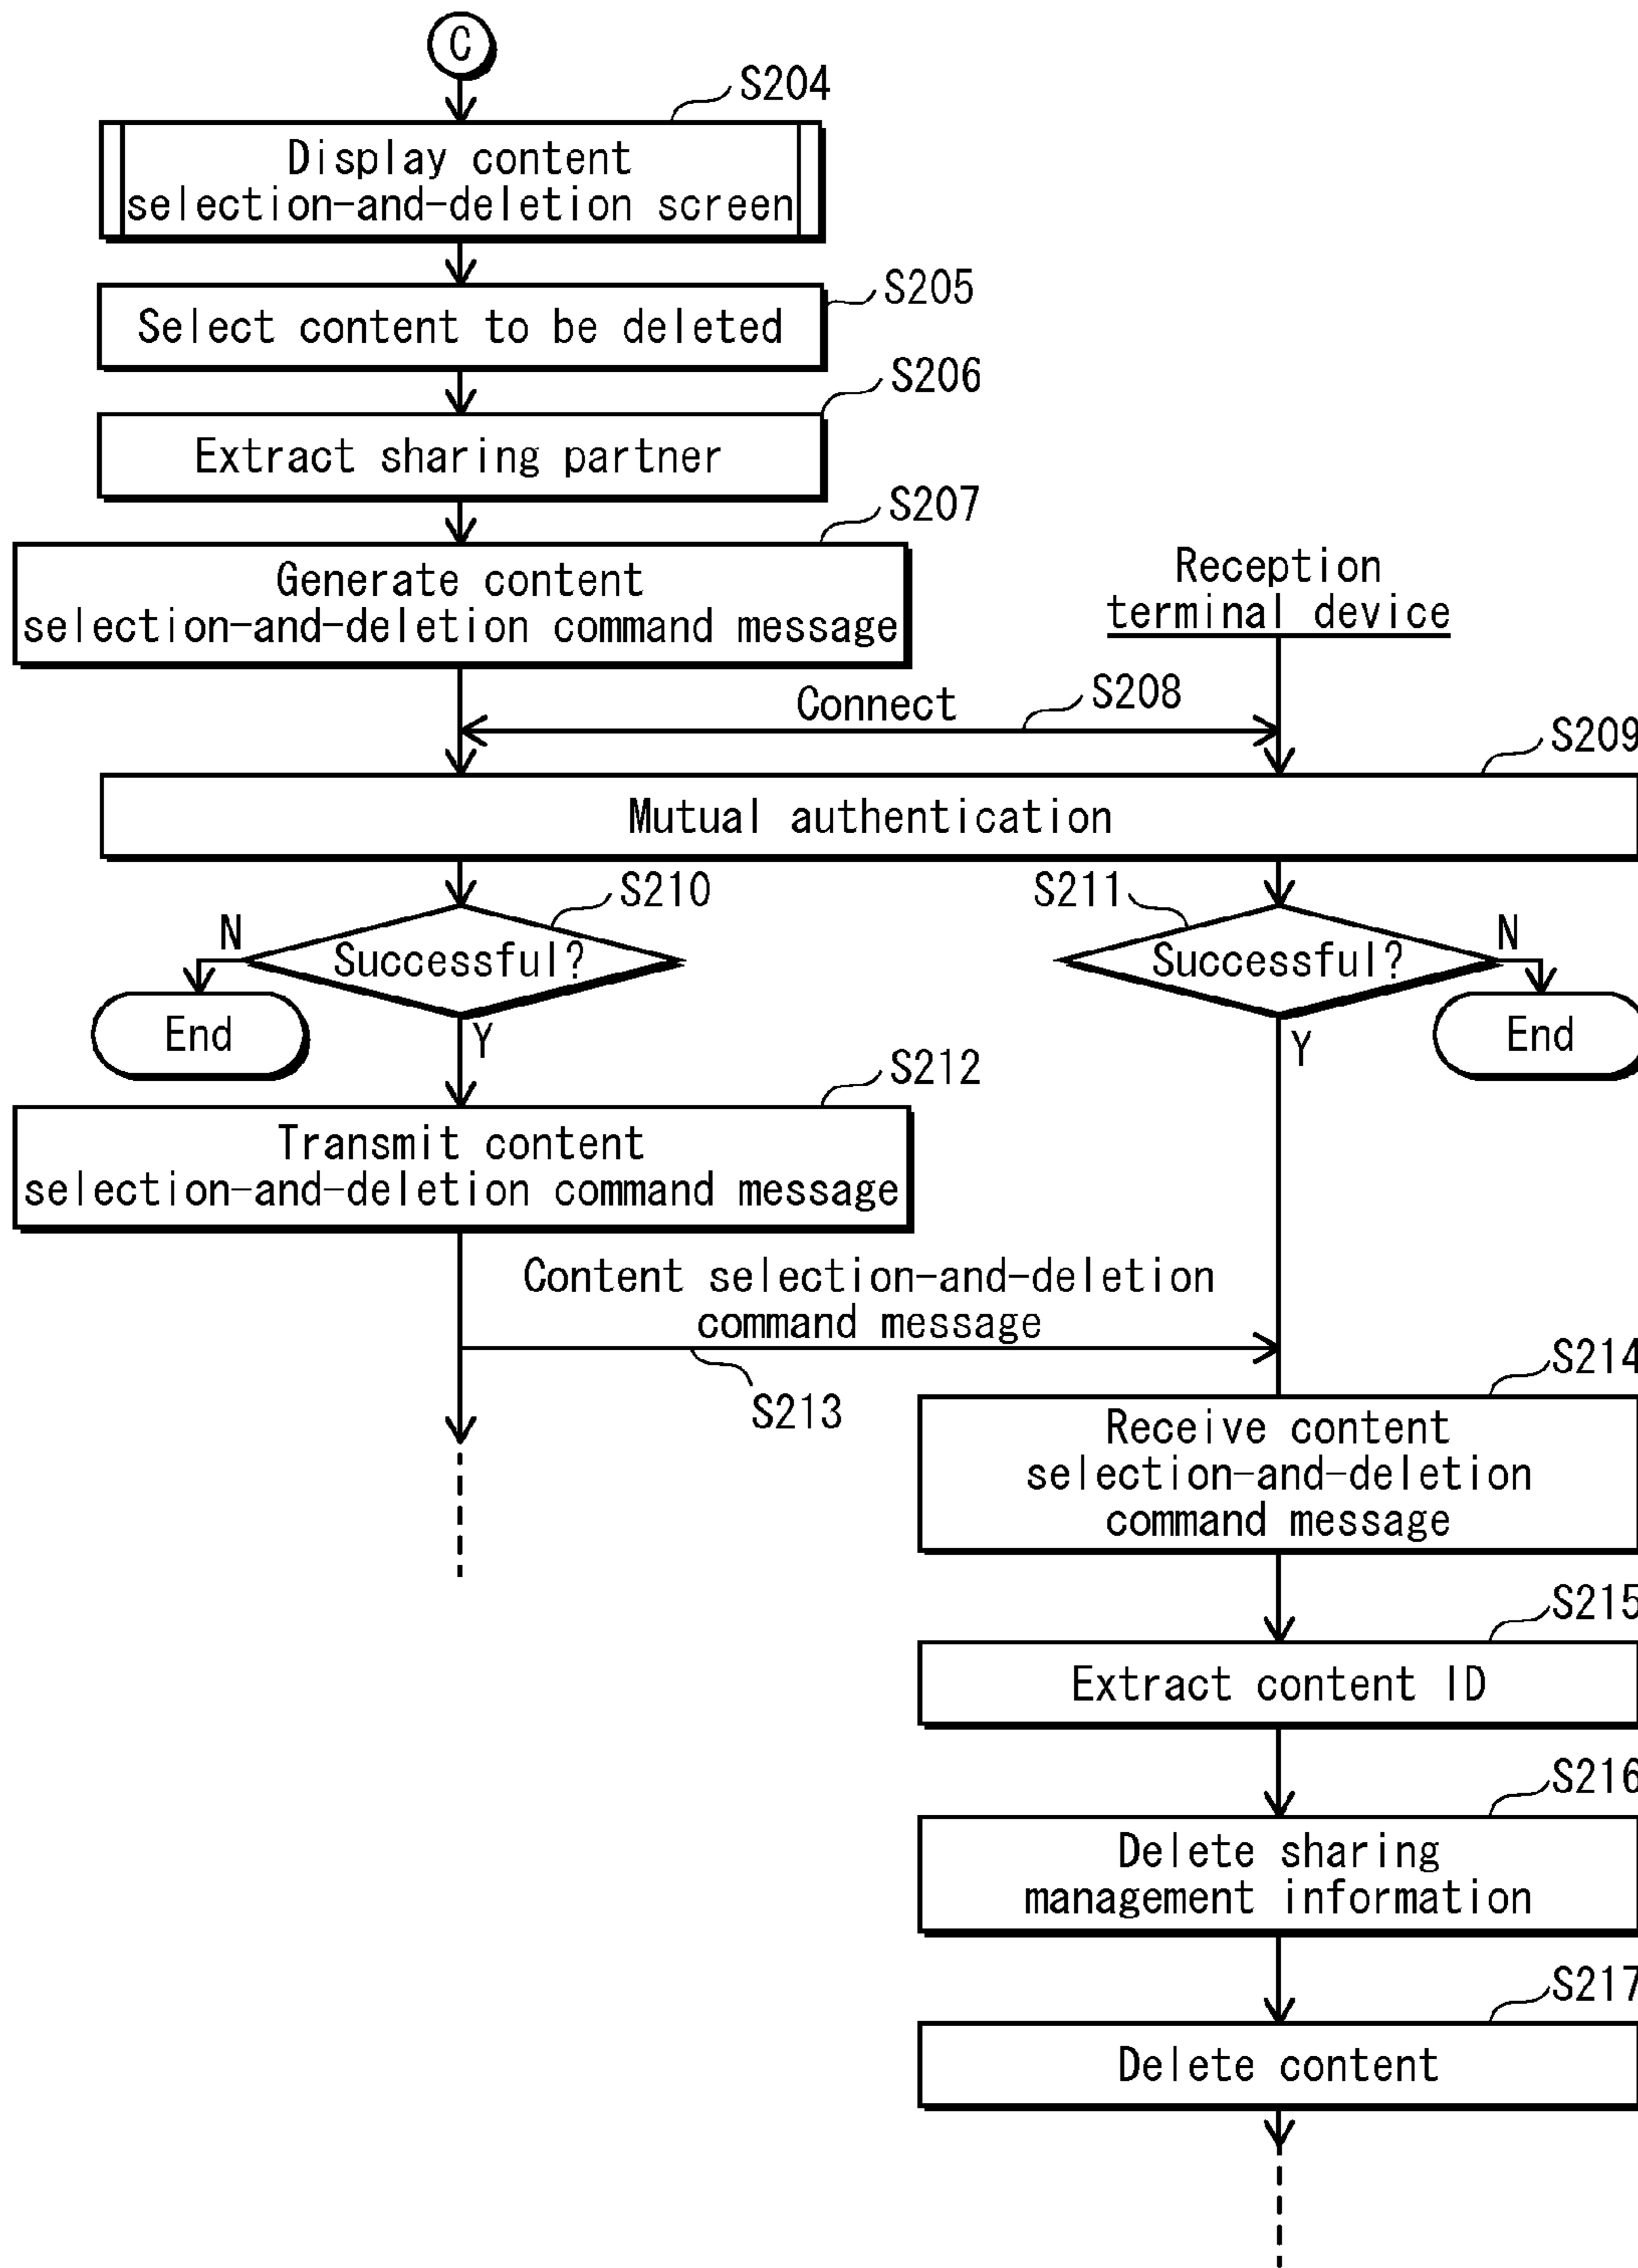 C
S204
Display content
selection-and-deletion screen
S205
Select content to be deleted
S206
Extract sharing partner
S207
Generate content
selection-and-deletion command message
Reception
terminal device
Connect
S208
S209
Mutual authentication
S210
S211
N
Successful?
Successful?
N
End
Y
Y
End
S212
Transmit content
selection-and-deletion command message
Content selection-and-deletion
command message
S213
S214
Receive content
selection-and-deletion
command message
S215
Extract content ID
S216
Delete sharing
management information
S217
Delete content